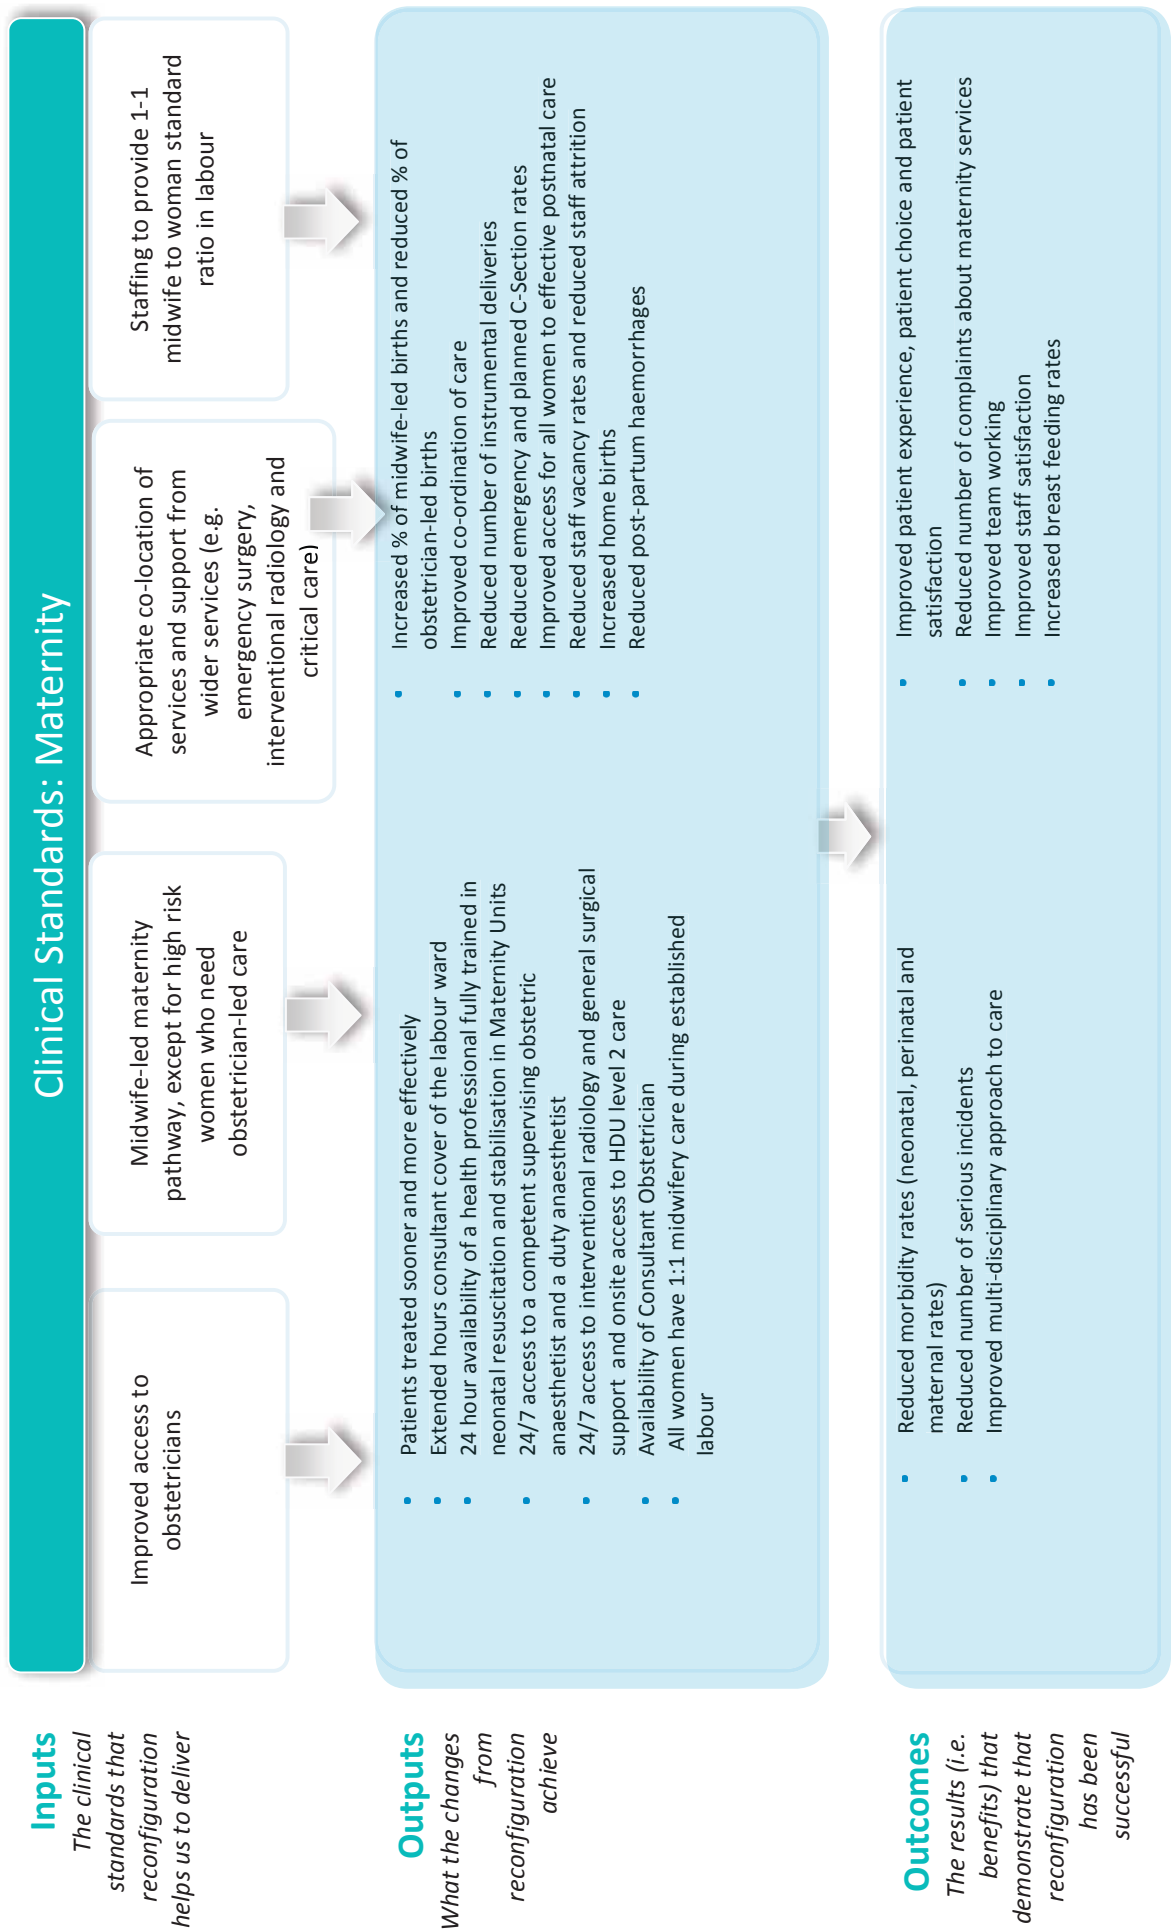 Clinical Standards: Maternity
Inputs
The clinical
standards that
reconfiguration
helps us to deliver
Improved access to
obstetricians
Midwife-led maternity
pathway, except for high risk
women who need
obstetrician-led care
Appropriate co-location of
services and support from
wider services (e.g.
emergency surgery,
interventional radiology and
critical care)
Staffing to provide 1-1
midwife to woman standard
ratio in labour
Outputs
What the changes
from
reconfiguration
achieve
▪ Patients treated sooner and more effectively
▪ Extended hours consultant cover of the labour ward
▪ 24 hour availability of a health professional fully trained in
neonatal resuscitation and stabilisation in Maternity Units
▪ 24/7 access to a competent supervising obstetric
anaesthetist and a duty anaesthetist
▪ 24/7 access to interventional radiology and general surgical
support and onsite access to HDU level 2 care
▪ Availability of Consultant Obstetrician
▪ All women have 1:1 midwifery care during established
labour
▪ Increased % of midwife-led births and reduced % of
obstetrician-led births
▪ Improved co-ordination of care
▪ Reduced number of instrumental deliveries
▪ Reduced emergency and planned C-Section rates
▪ Improved access for all women to effective postnatal care
▪ Reduced staff vacancy rates and reduced staff attrition
▪ Increased home births
▪ Reduced post-partum haemorrhages
Outcomes
The results (i.e.
benefits) that
demonstrate that
reconfiguration
has been
successful
▪ Reduced morbidity rates (neonatal, perinatal and
maternal rates)
▪ Reduced number of serious incidents
▪ Improved multi-disciplinary approach to care
▪ Improved patient experience, patient choice and patient
satisfaction
▪ Reduced number of complaints about maternity services
▪ Improved team working
▪ Improved staff satisfaction
▪ Increased breast feeding rates